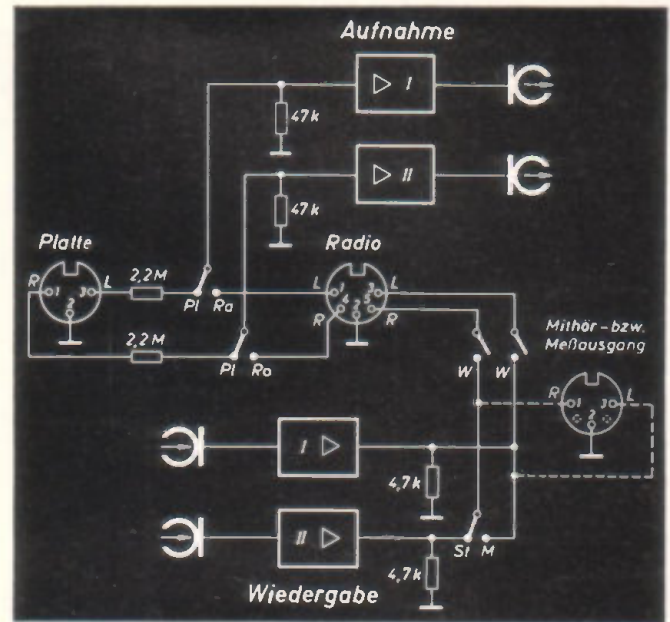 Aufnahme
I
47k
II
47k
Platte
Radio
R 1 2 3 L
2,2M
Pl Ra
L 1 4 2 3 5 L
R R
2,2M
Pl Ra
W W
Mithör- bzw.
Meßausgang
R 1 2 3 L
I
4,7k
II
St M
4,7k
Wiedergabe